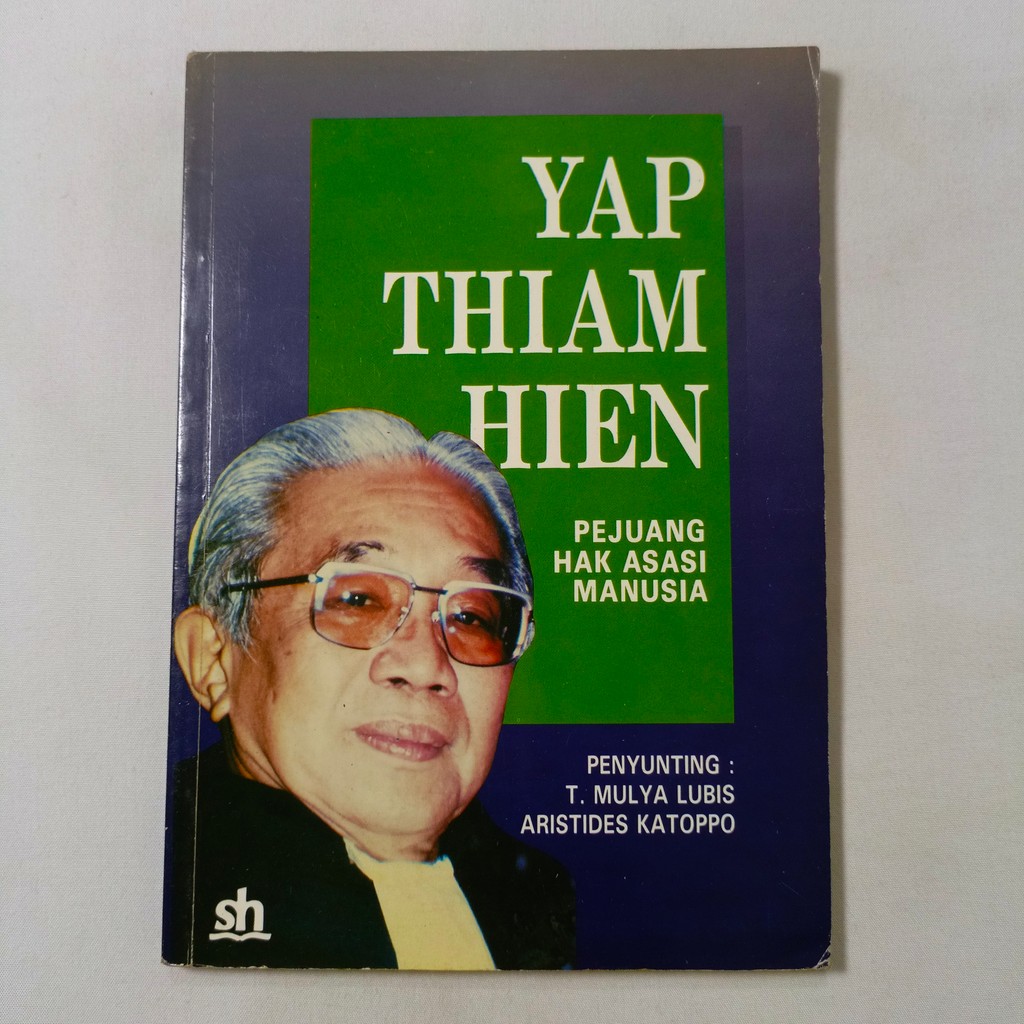 YAP
THIAM
HIEN
PEJUANG
HAK ASASI
MANUSIA
PENYUNTING :
T. MULYA LUBIS
ARISTIDES KATOPPO
sh